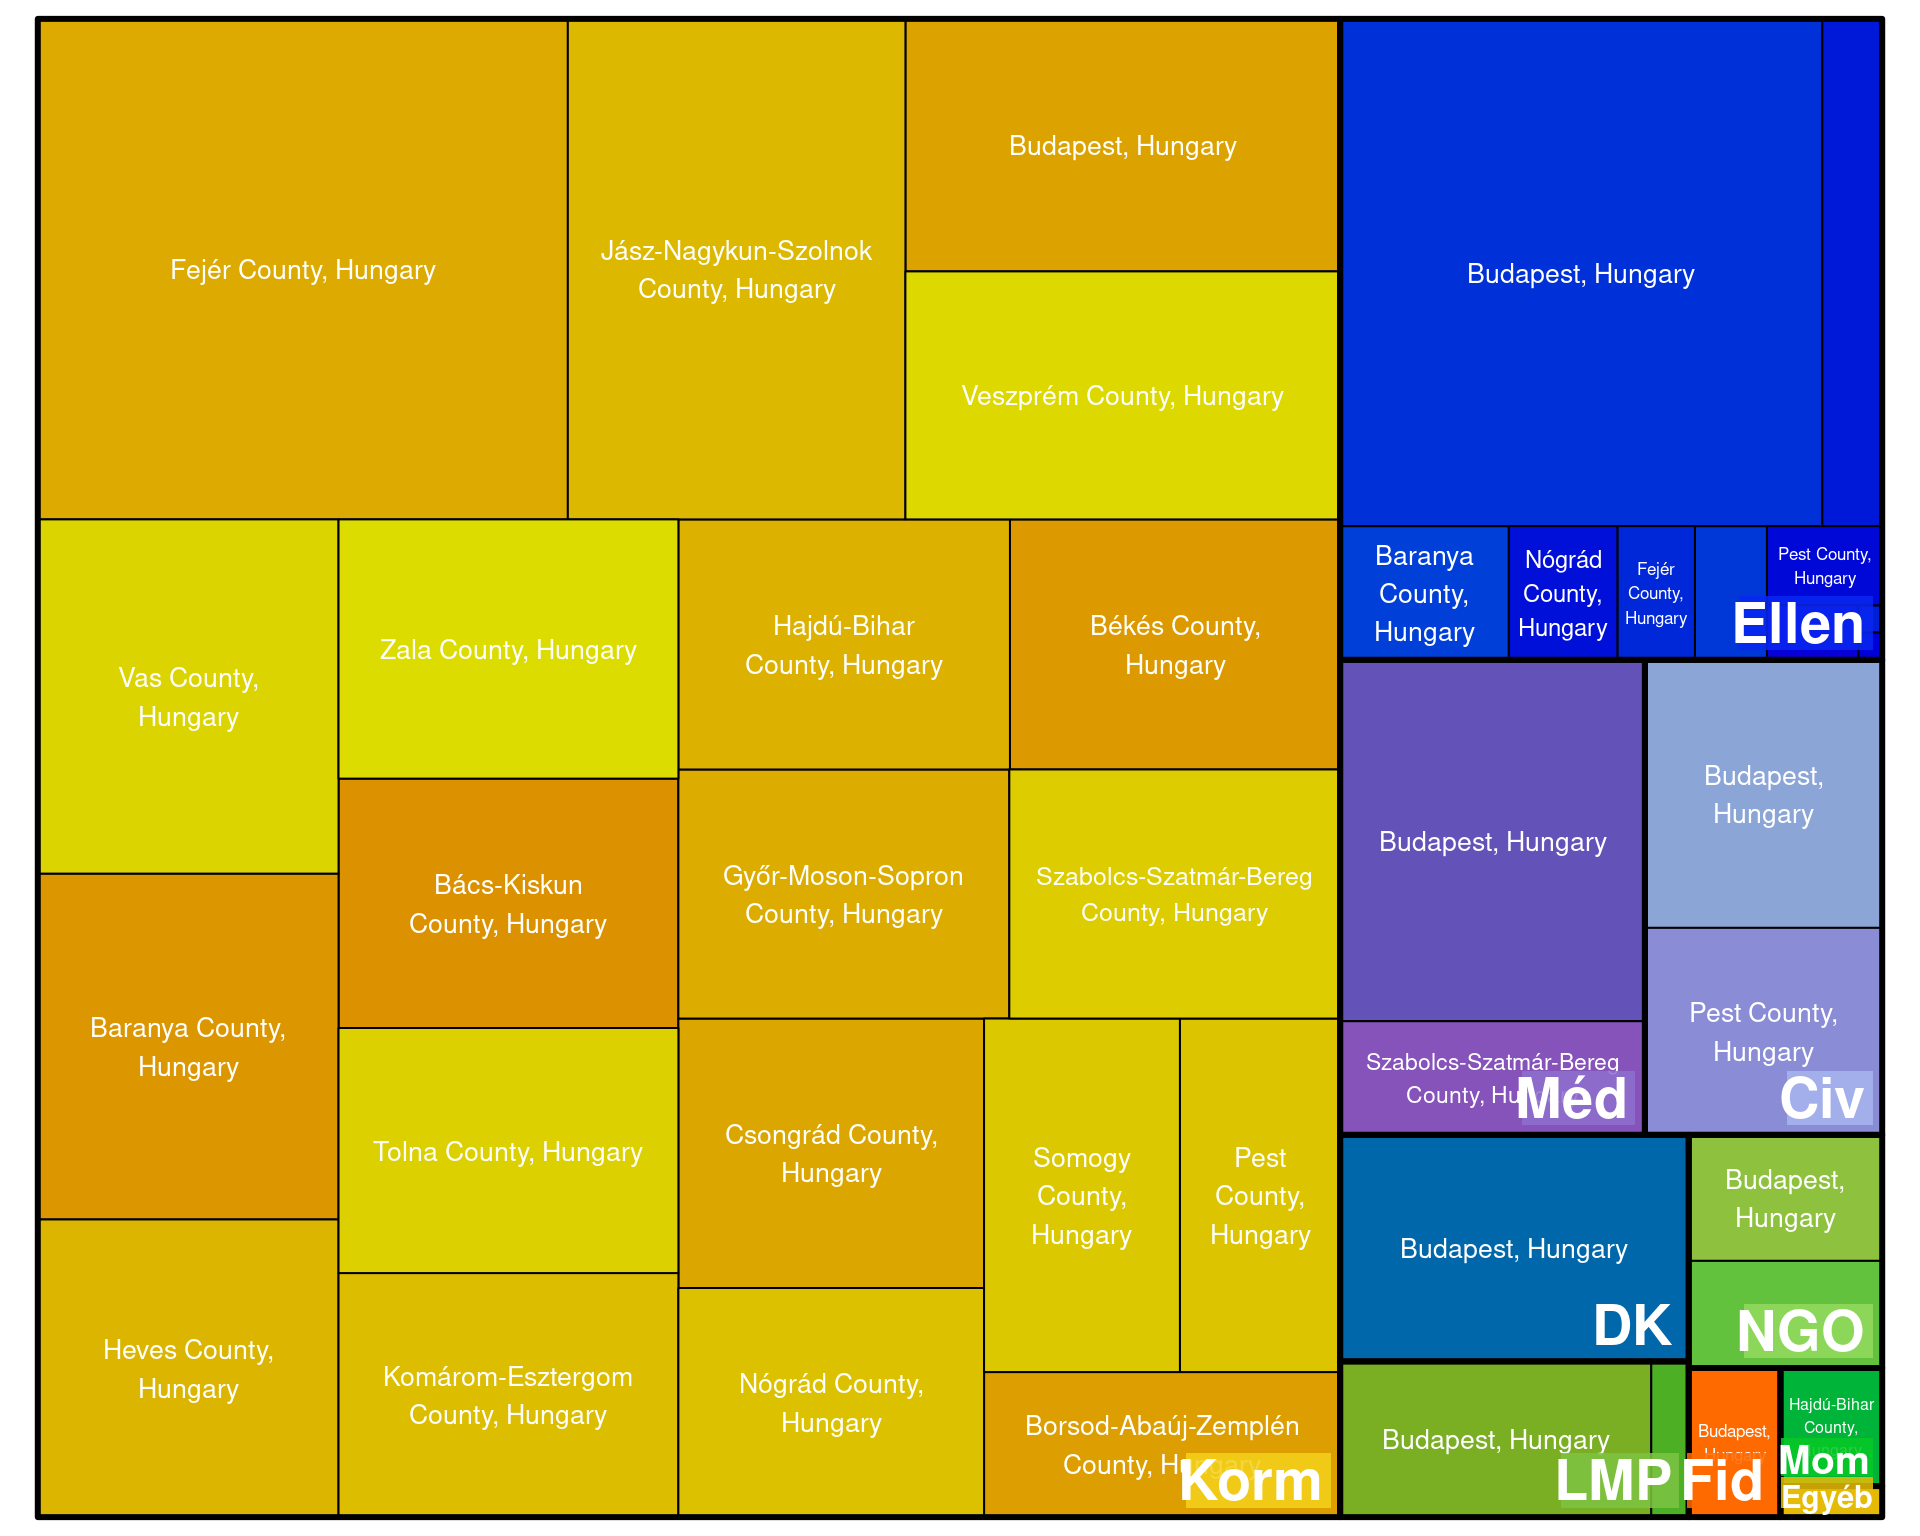 Fejér County, Hungary
Jász-Nagykun-Szolnok
County, Hungary
Budapest, Hungary
Veszprém County, Hungary
Vas County,
Hungary
Zala County, Hungary
Hajdú-Bihar
County, Hungary
Békés County,
Hungary
Baranya County,
Hungary
Bács-Kiskun
County, Hungary
Győr-Moson-Sopron
County, Hungary
Szabolcs-Szatmár-Bereg
County, Hungary
Heves County,
Hungary
Tolna County, Hungary
Komárom-Esztergom
County, Hungary
Csongrád County,
Hungary
Nógrád County,
Hungary
Somogy
County,
Hungary
Pest
County,
Hungary
Borsod-Abaúj-Zemplén
County, Hungary
Korm
Budapest, Hungary
Baranya
County,
Hungary
Nógrád
County,
Hungary
Fejér
County,
Hungary
Pest County,
Hungary
Ellen
Budapest, Hungary
Szabolcs-Szatmár-Bereg
County,
Méd
Budapest,
Hungary
Pest County,
Hungary
Civ
Budapest, Hungary
DK
Budapest,
Hungary
NGO
Budapest, Hungary
LMP
Budapest,
Hungary
Fid
Hajdú-Bihar
County,
Mom
Egyéb